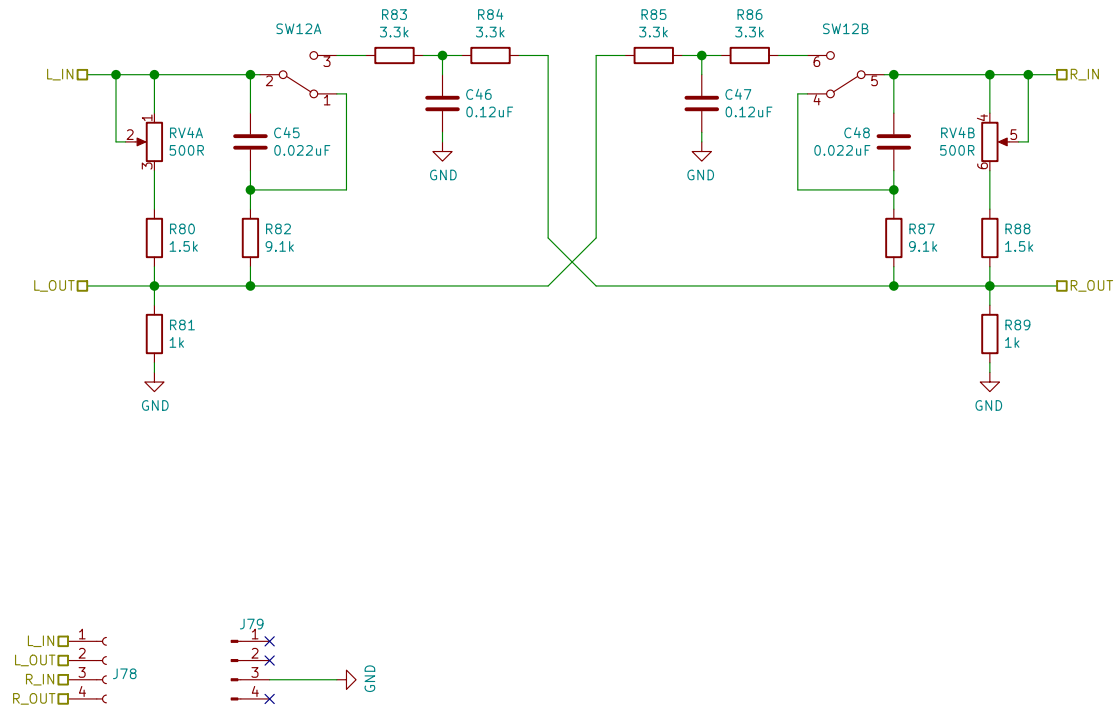 R83
3.3k
R84
3.3k
R85
3.3k
R86
3.3k
SW12A
SW12B
3
6
L_IN
2
1
5
4
R_IN
C46
0.12uF
C47
0.12uF
1
2
3
RV4A
500R
C45
0.022uF
C48
0.022uF
RV4B
500R
4
5
6
GND
GND
R80
1.5k
R82
9.1k
R87
9.1k
R88
1.5k
L_OUT
R_OUT
R81
1k
R89
1k
GND
GND
J79
L_IN 1
L_OUT 2
R_IN 3
R_OUT 4
J78
1
2
3
4
GND